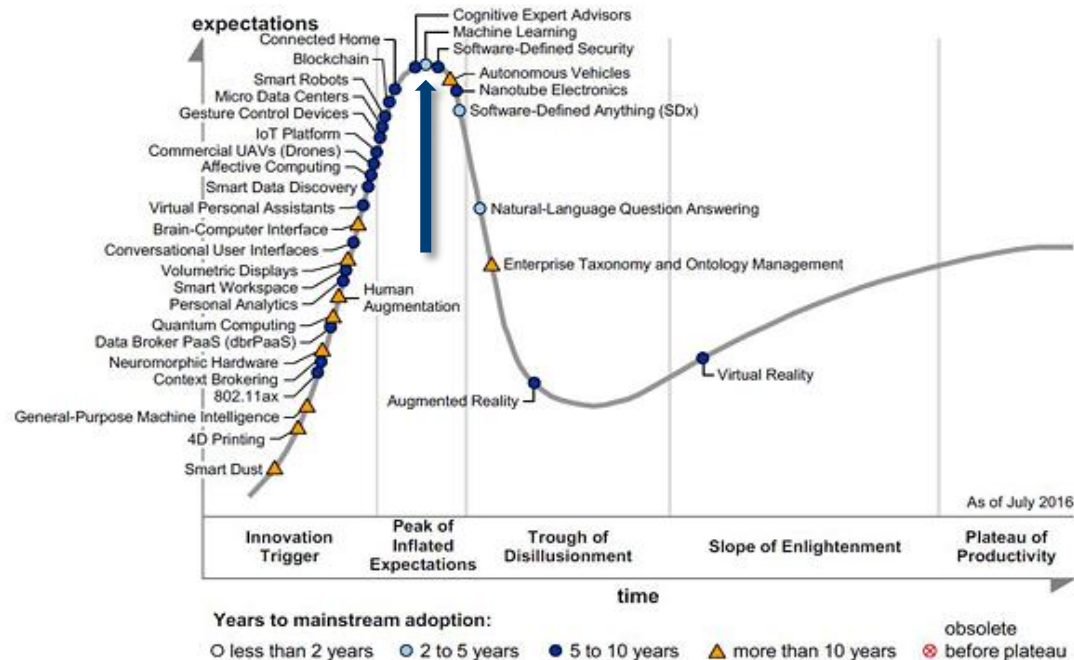 expectations
Cognitive Expert Advisors
Machine Learning
Software-Defined Security
Connected Home
Blockchain
Smart Robots
Micro Data Centers
Gesture Control Devices
IoT Platform
Commercial UAVs (Drones)
Affective Computing
Smart Data Discovery
Virtual Personal Assistants
Brain-Computer Interface
Conversational User Interfaces
Volumetric Displays
Smart Workspace
Personal Analytics
Human
Augmentation
Quantum Computing
Data Broker PaaS (dbrPaaS)
Neuromorphic Hardware
Context Brokering
802.11ax
General-Purpose Machine Intelligence
4D Printing
Smart Dust
Autonomous Vehicles
Nanotube Electronics
Software-Defined Anything (SDx)
Natural-Language Question Answering
Enterprise Taxonomy and Ontology Management
Augmented Reality
Virtual Reality
As of July 2016
Innovation
Trigger
Peak of
Inflated
Expectations
Trough of
Disillusionment
Slope of Enlightenment
Plateau of
Productivity
time
Years to mainstream adoption:
less than 2 years
2 to 5 years
5 to 10 years
more than 10 years
obsolete
before plateau